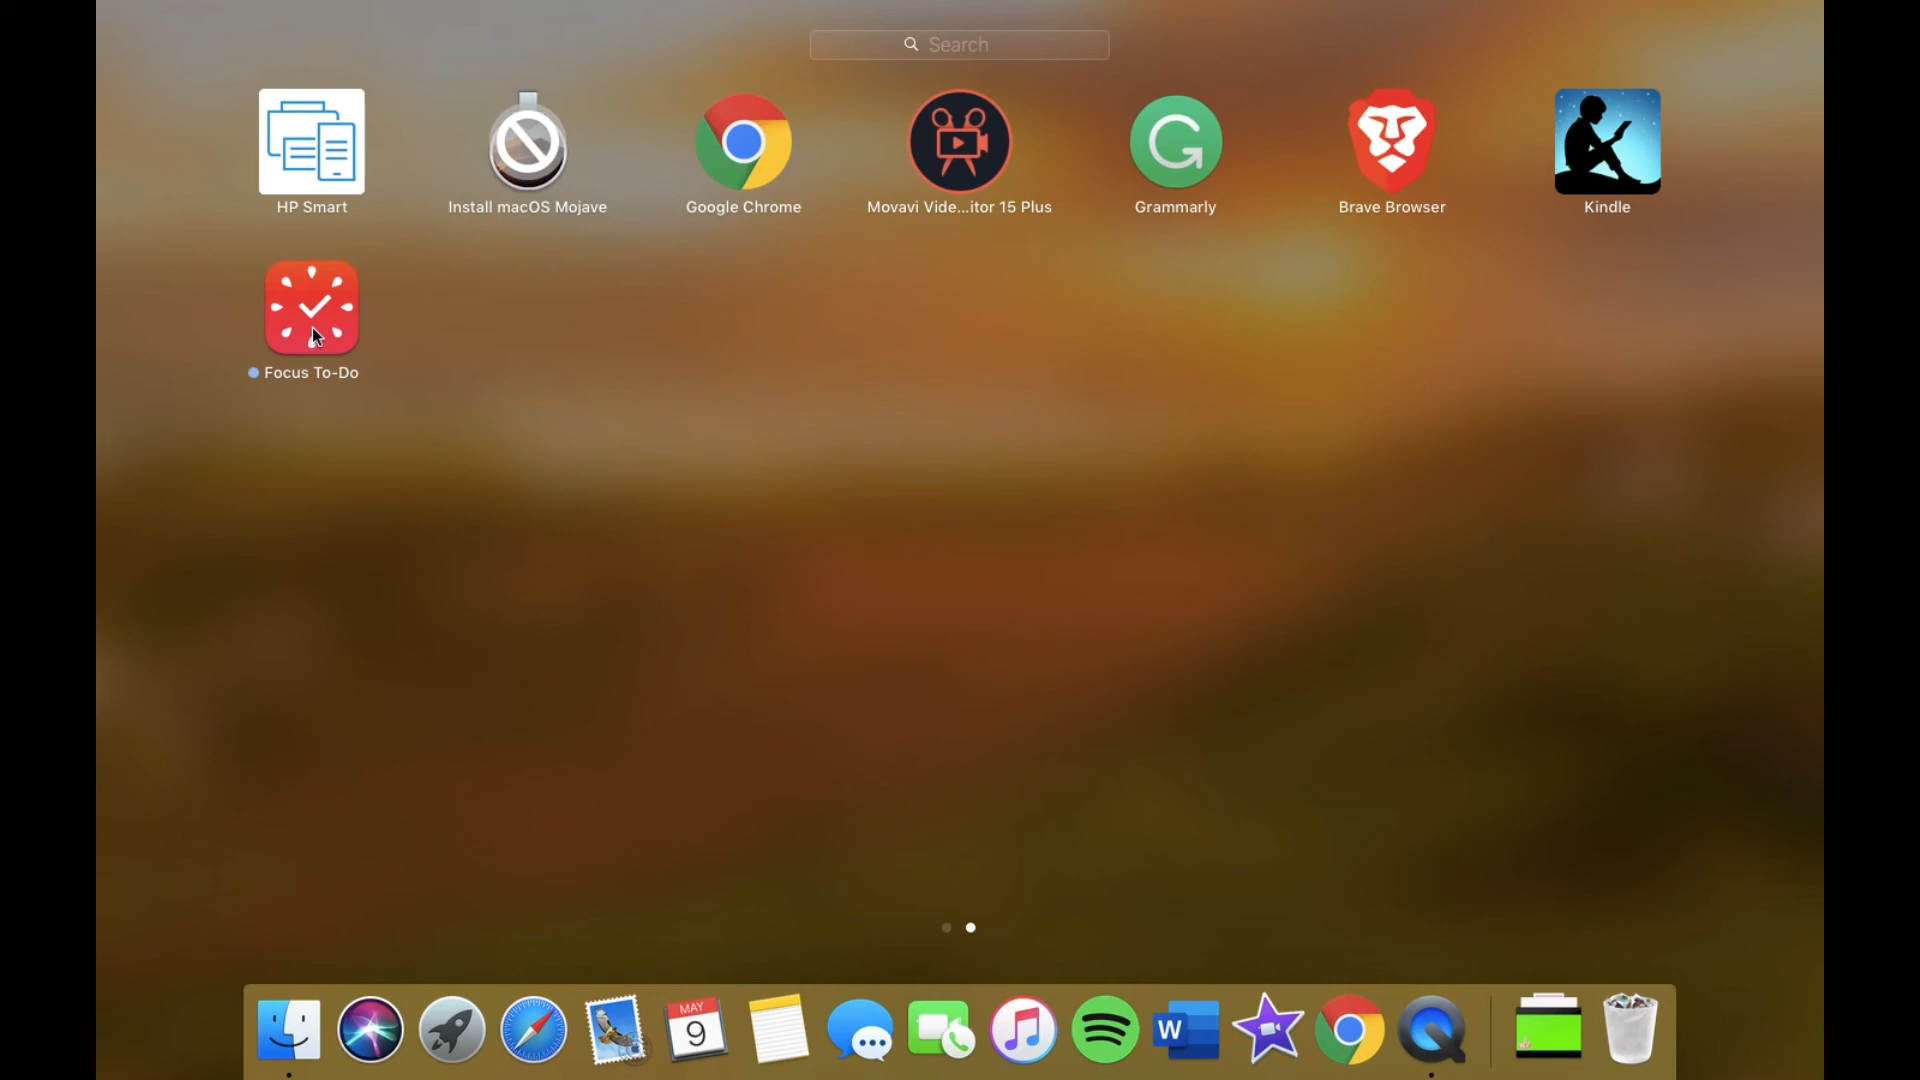 Search
HP Smart
Install macOS Mojave
Google Chrome
Movavi Vide...itor 15 Plus
Grammarly
Brave Browser
Kindle
Focus To-Do
MAY
9
W